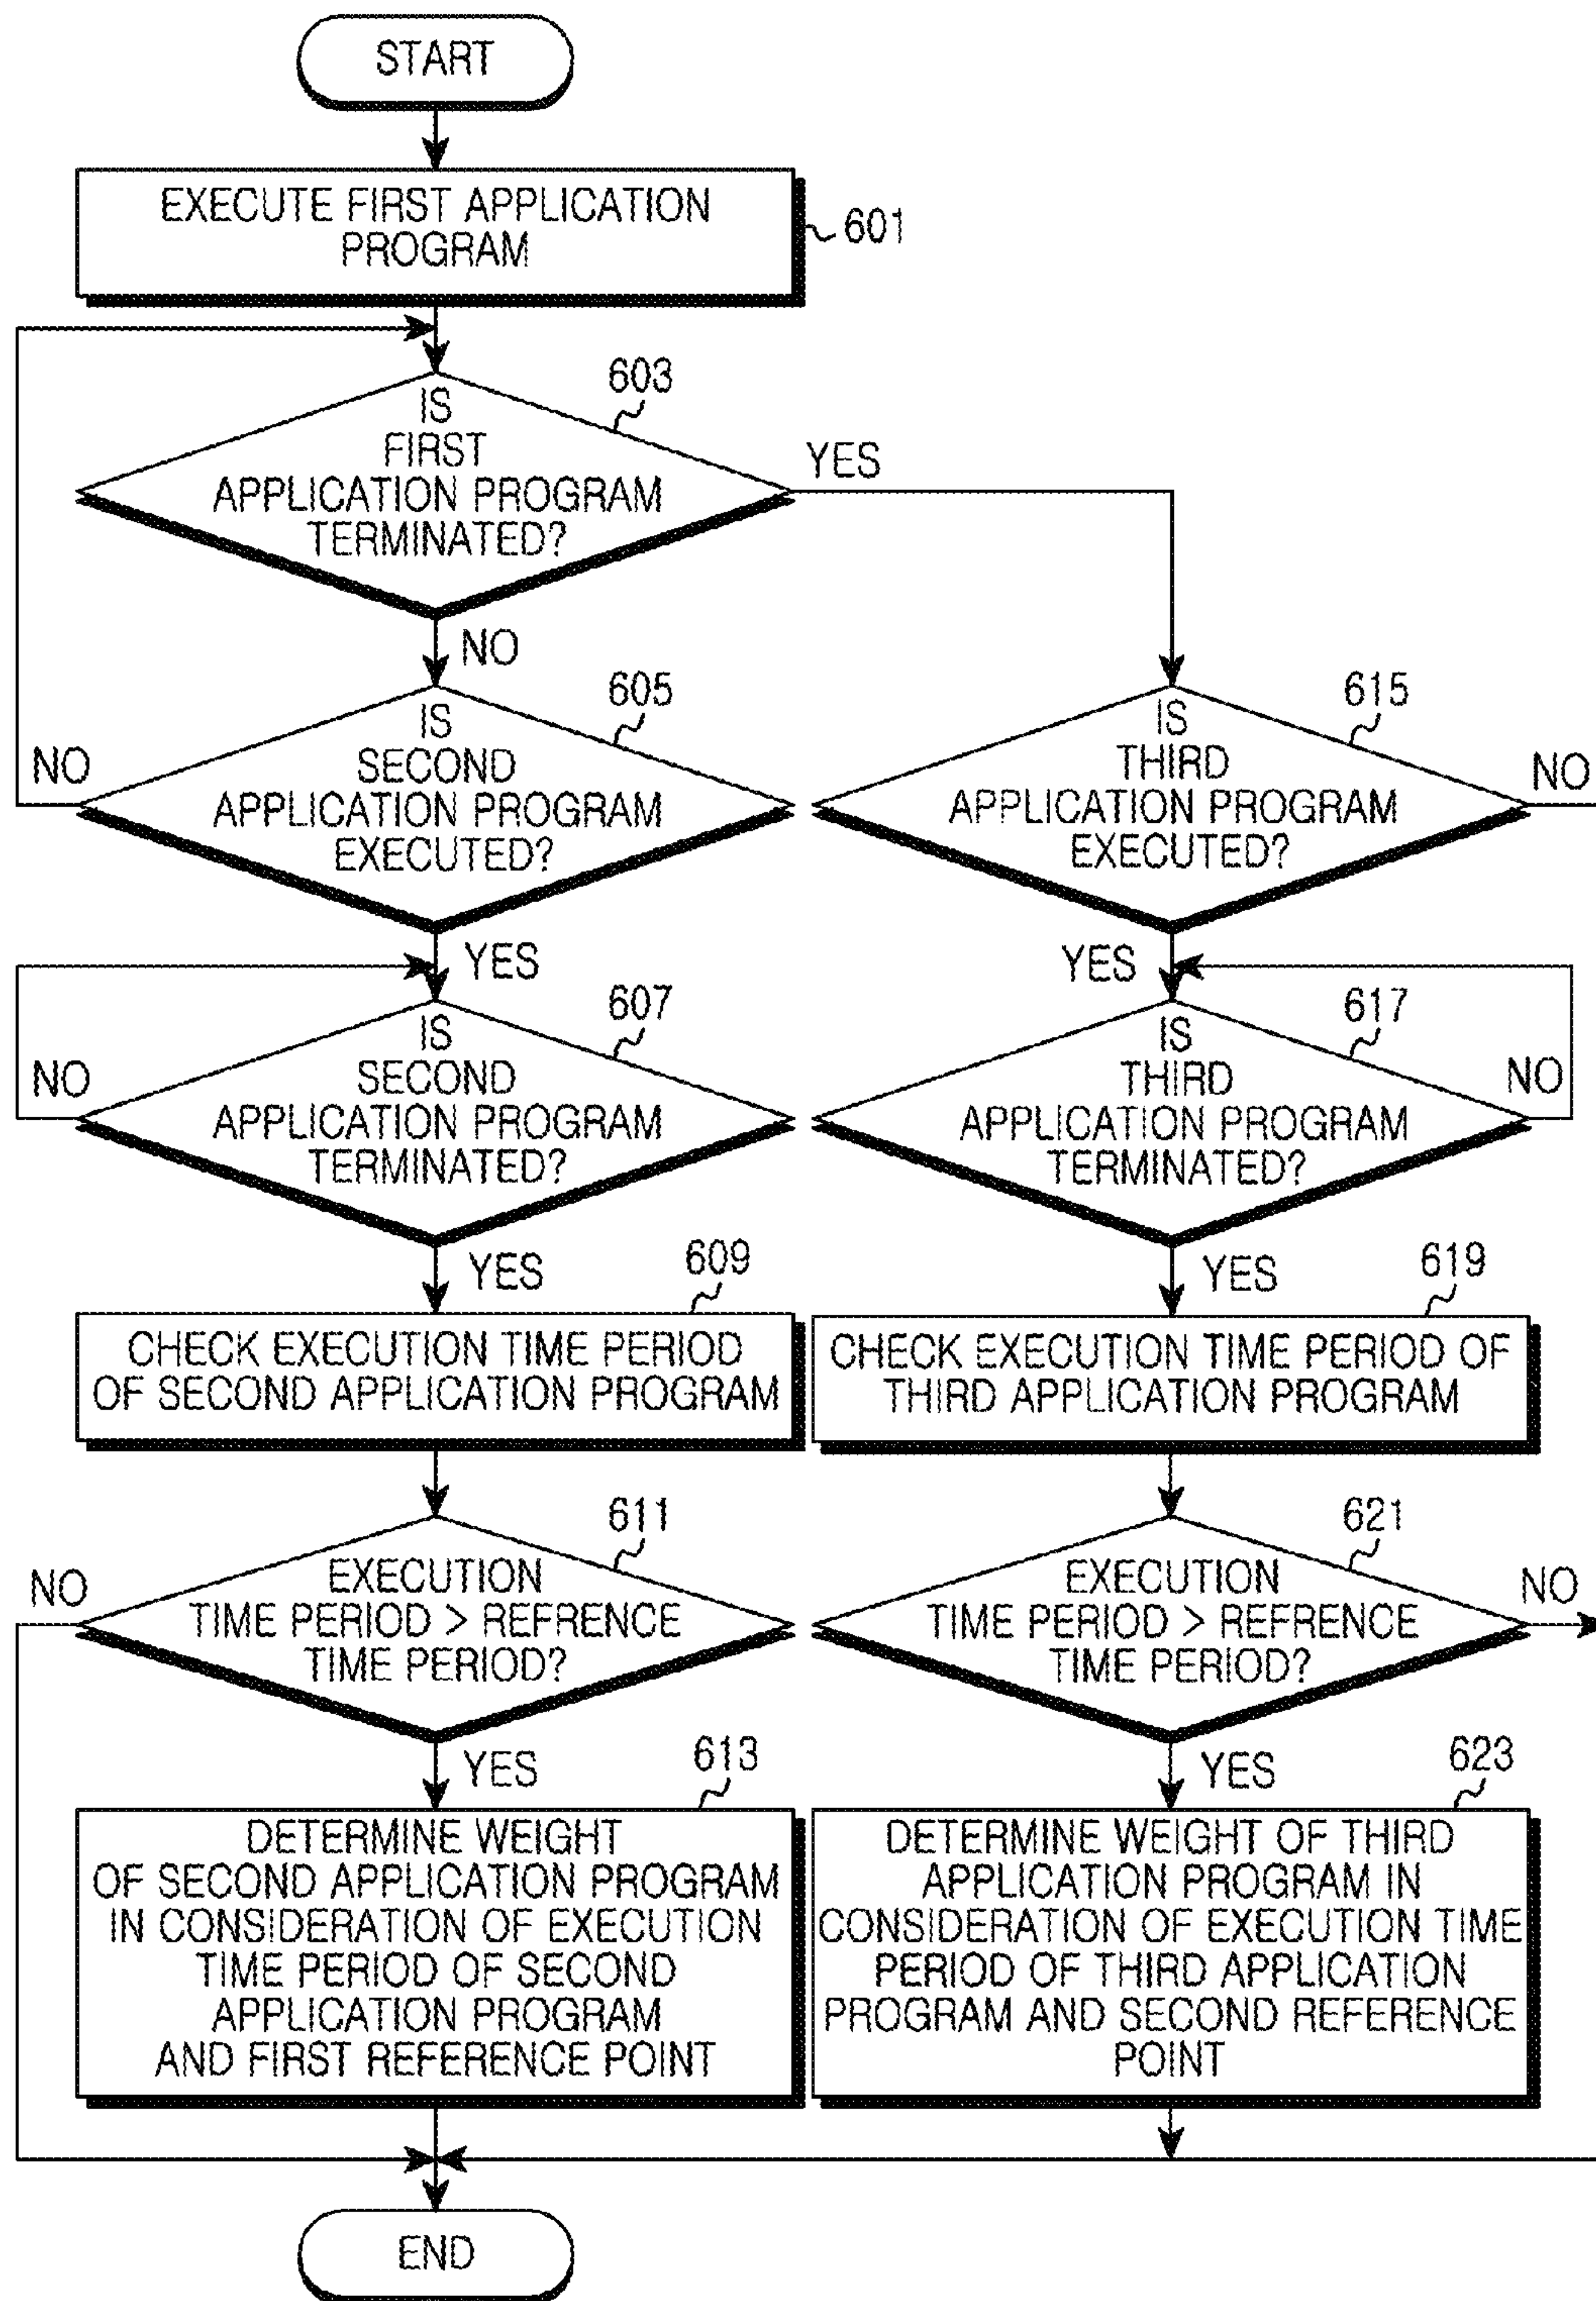 START
EXECUTE FIRST APPLICATION
PROGRAM
601
603
IS
FIRST
APPLICATION PROGRAM
TERMINATED?
YES
NO
605
IS
SECOND
APPLICATION PROGRAM
EXECUTED?
NO
YES
615
IS
THIRD
APPLICATION PROGRAM
EXECUTED?
NO
YES
607
IS
SECOND
APPLICATION PROGRAM
TERMINATED?
NO
YES
617
IS
THIRD
APPLICATION PROGRAM
TERMINATED?
NO
YES
609
CHECK EXECUTION TIME PERIOD
OF SECOND APPLICATION PROGRAM
619
CHECK EXECUTION TIME PERIOD OF
THIRD APPLICATION PROGRAM
611
EXECUTION
TIME PERIOD > REFRENCE
TIME PERIOD?
NO
YES
621
EXECUTION
TIME PERIOD > REFRENCE
TIME PERIOD?
NO
YES
613
DETERMINE WEIGHT
OF SECOND APPLICATION PROGRAM
IN CONSIDERATION OF EXECUTION
TIME PERIOD OF SECOND
APPLICATION PROGRAM
AND FIRST REFERENCE POINT
623
DETERMINE WEIGHT OF THIRD
APPLICATION PROGRAM IN
CONSIDERATION OF EXECUTION TIME
PERIOD OF THIRD APPLICATION
PROGRAM AND SECOND REFERENCE
POINT
END